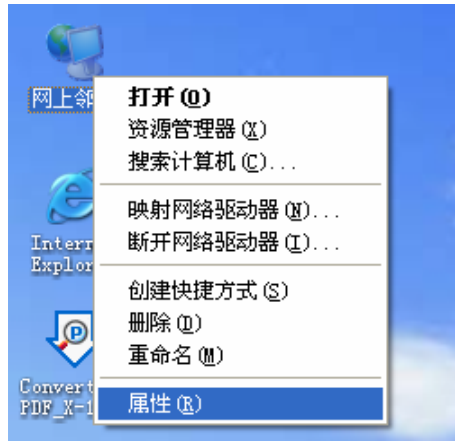 网上邻
打开(O)
资源管理器(X)
搜索计算机(C)...
映射网络驱动器(N)...
断开网络驱动器(I)...
创建快捷方式(S)
删除(D)
重命名(M)
属性(R)
Intern
Explor
P
Convert
PDF_X-1